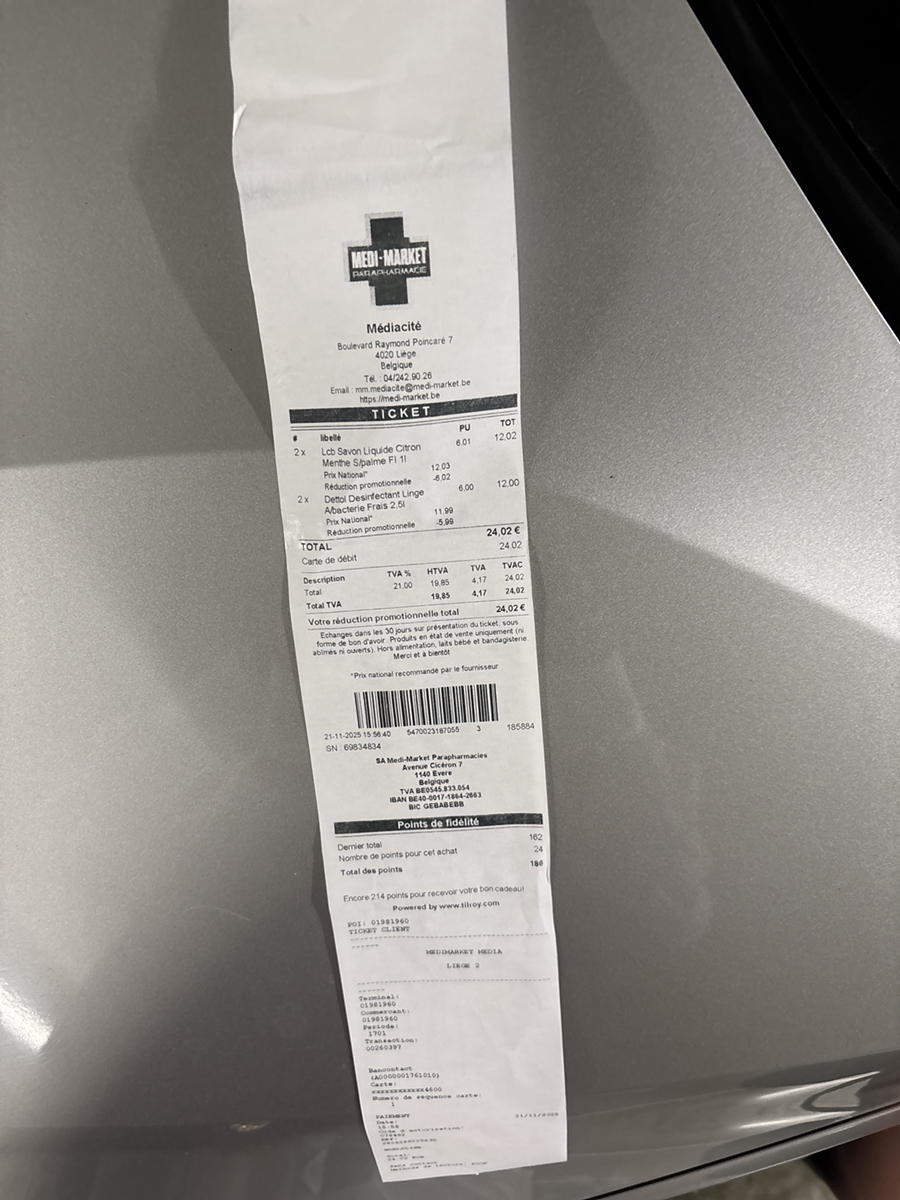 MEDI-MARKET
PARAPHARMACIE
Médiacité
Boulevard Raymond Poincaré 7
4020 Liège
Belgique
Tél. : 04/242.90.26
Email : mm.mediacite@medi-market.be
https://medi-market.be
TICKET
# libellé PU TOT
2 x Lcb Savon Liquide Citron 6,01 12,02
Menthe S/palme Fl 1l
Prix National* 12,03
Réduction promotionnelle -6,02
2 x Dettol Desinfectant Linge 6,00 12,00
A/bacterie Frais 2,5l
Prix National* 11,99
Réduction promotionnelle -5,99
TOTAL 24,02 €
Carte de débit 24,02
Description TVA % HTVA TVA TVAC
Total 21,00 19,85 4,17 24,02
Total TVA 19,85 4,17 24,02
Votre réduction promotionnelle total 24,02 €
Echanges dans les 30 jours sur présentation du ticket, sous
forme de bon d'avoir. Produits en état de vente uniquement (ni
abîmés ni ouverts). Hors alimentation, laits bébé et bandagisterie.
Merci et à bientôt
*Prix national recommandé par le fournisseur
21-11-2025 15:56:40 5470023187055 3 185884
SN : 69834834
SA Medi-Market Parapharmacies
Avenue Cicéron 7
1140 Evere
Belgique
TVA BE0545.833.054
IBAN BE40-0017-1864-2663
BIC GEBABEBB
Points de fidélité
Dernier total 162
Nombre de points pour cet achat 24
Total des points 186
Encore 214 points pour recevoir votre bon cadeau!
Powered by www.tilroy.com
POI: 01981960
TICKET CLIENT
MEDIMARKET MEDIA
LIEGE 2
Terminal:
01981960
Commercant:
01981960
Periode:
1701
Transaction:
00260397
Bancontact
(A0000001761010)
Carte:
xxxxxxxxxxxxx4600
Numero de sequence carte:
1
PAIEMENT
Date: 21/11/2025
15:56
Code d'autorisation: